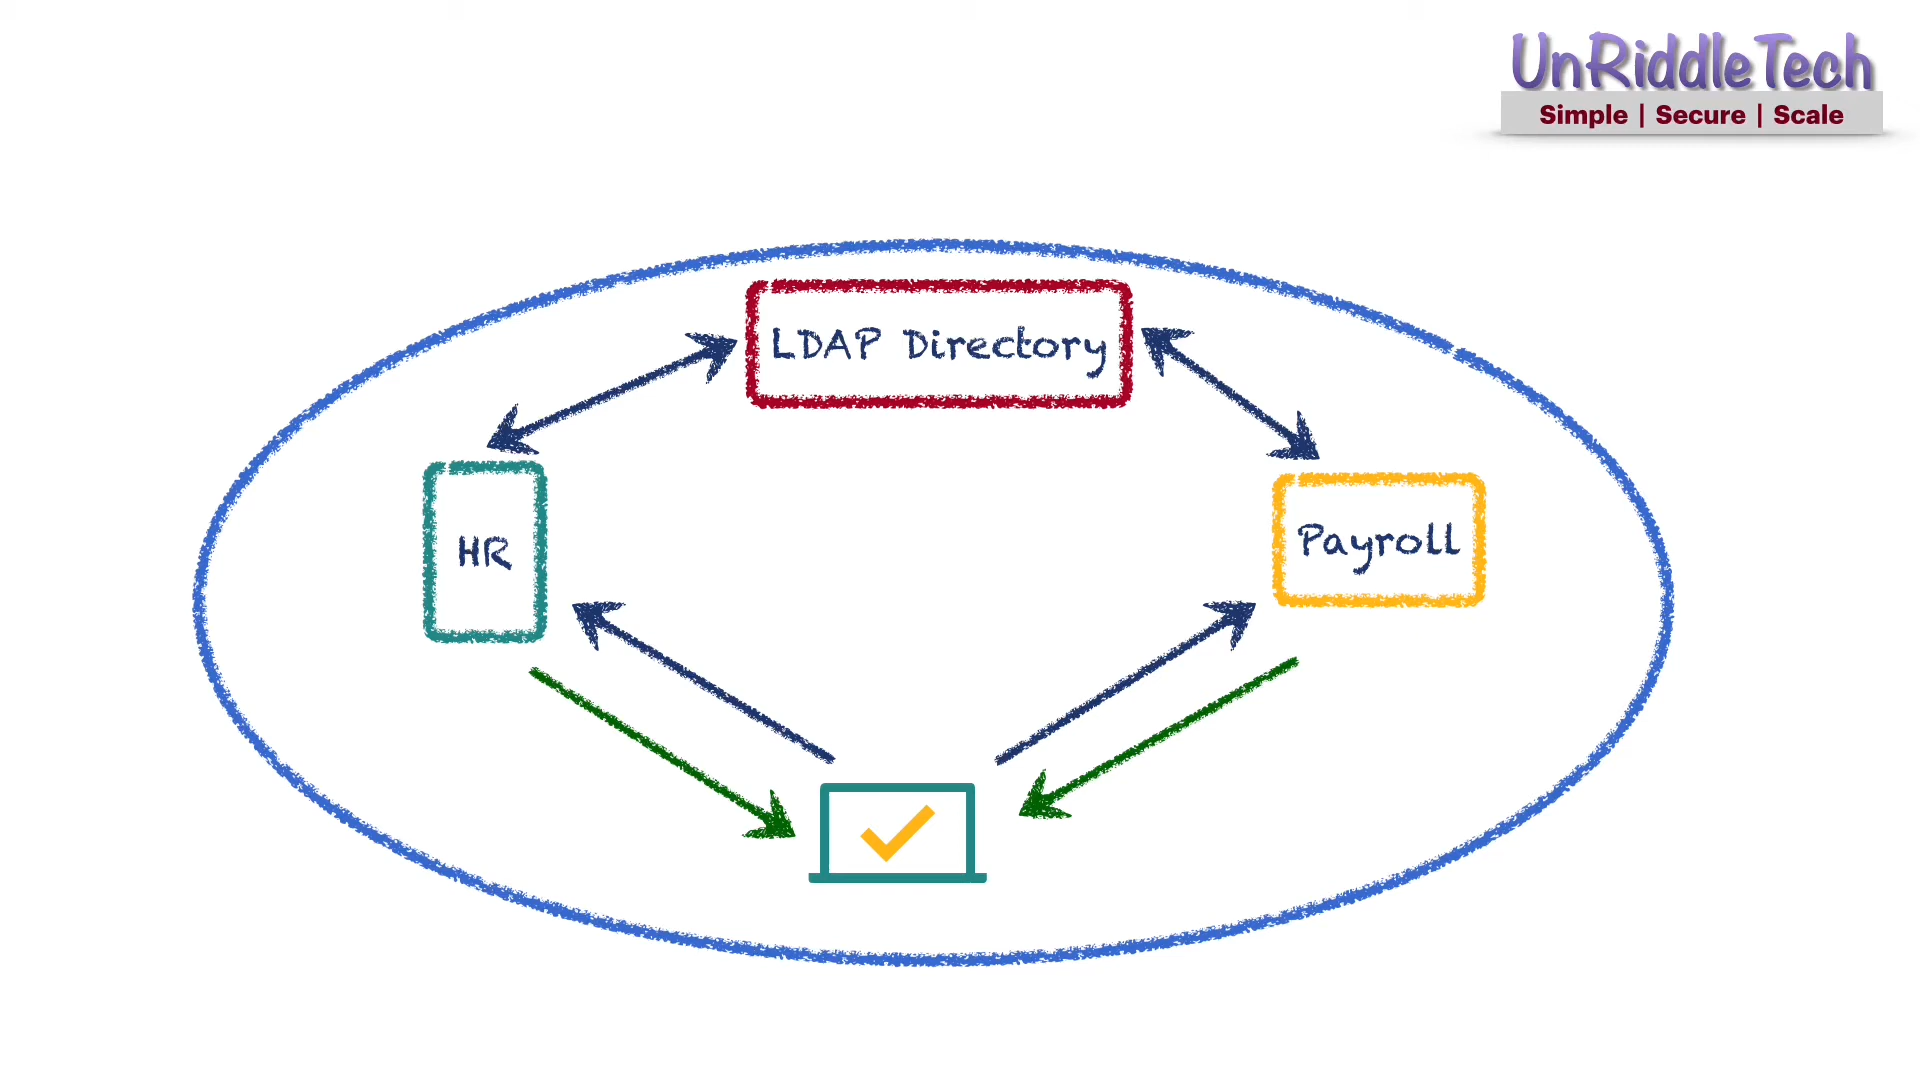 UnRiddleTech
Simple | Secure | Scale
LDAP Directory
HR
Payroll